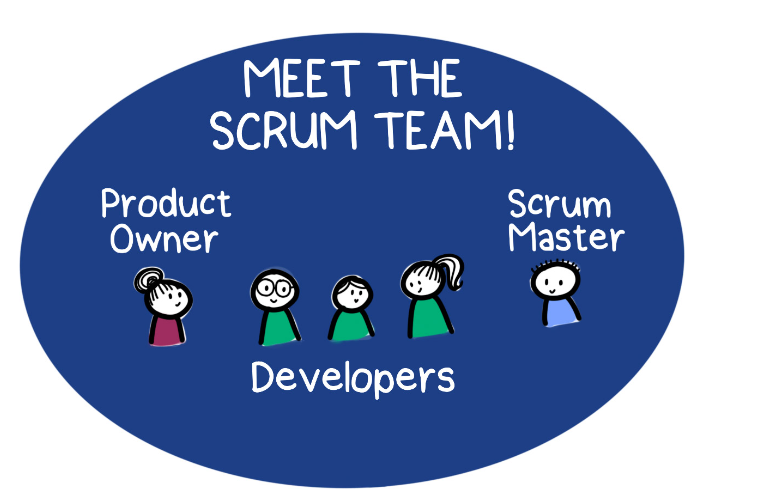 MEET THE
SCRUM TEAM!
Product
Owner
Scrum
Master
Developers